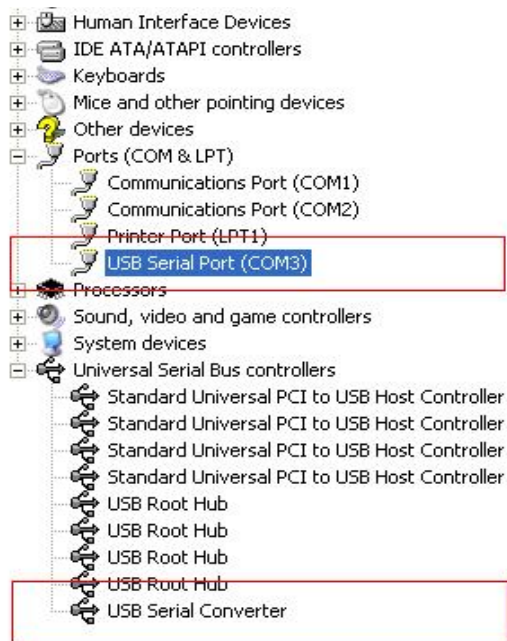 Human Interface Devices
IDE ATA/ATAPI controllers
Keyboards
Mice and other pointing devices
Other devices
Ports (COM & LPT)
Communications Port (COM1)
Communications Port (COM2)
Printer Port (LPT1)
USB Serial Port (COM3)
Processors
Sound, video and game controllers
System devices
Universal Serial Bus controllers
Standard Universal PCI to USB Host Controller
Standard Universal PCI to USB Host Controller
Standard Universal PCI to USB Host Controller
Standard Universal PCI to USB Host Controller
USB Root Hub
USB Root Hub
USB Root Hub
USB Root Hub
USB Serial Converter